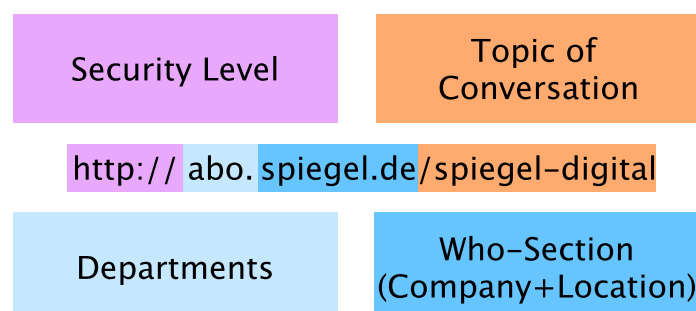 Security Level
Topic of
Conversation
http:// abo.spiegel.de/spiegel-digital
Departments
Who-Section
(Company+Location)